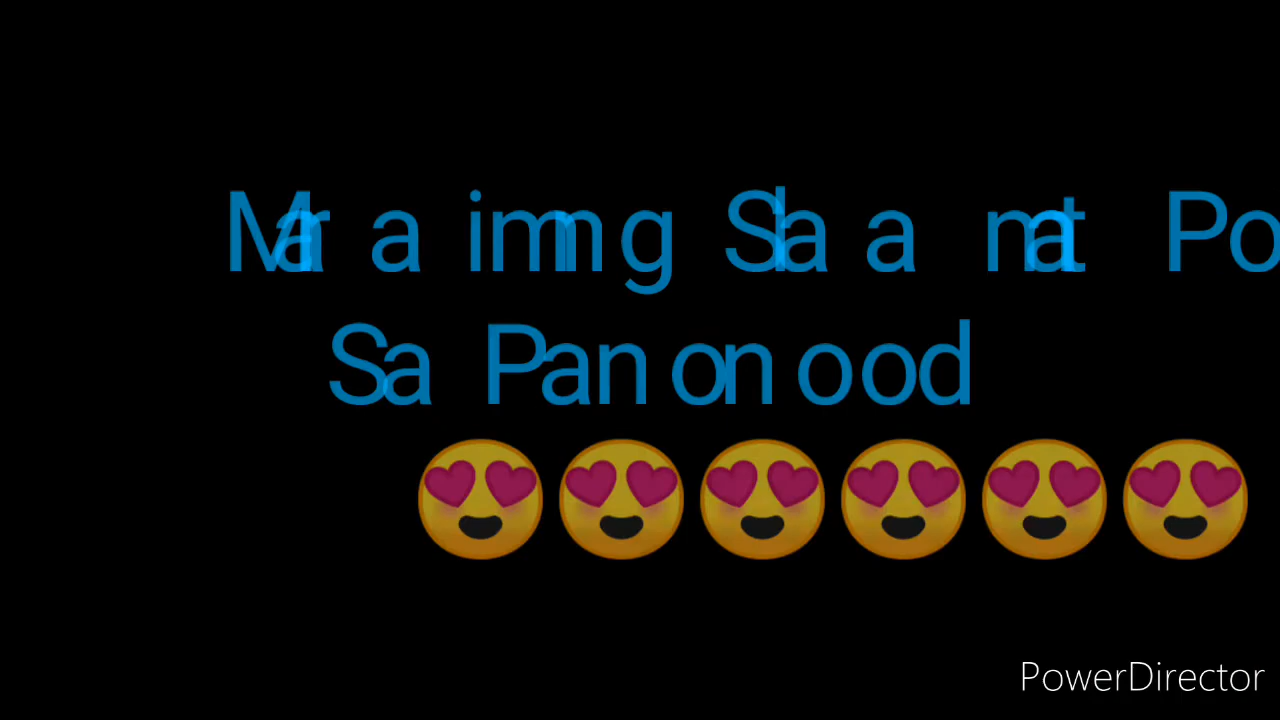 Maraming Salamat Po
Sa Panonood
😍😍😍😍😍😍
PowerDirector